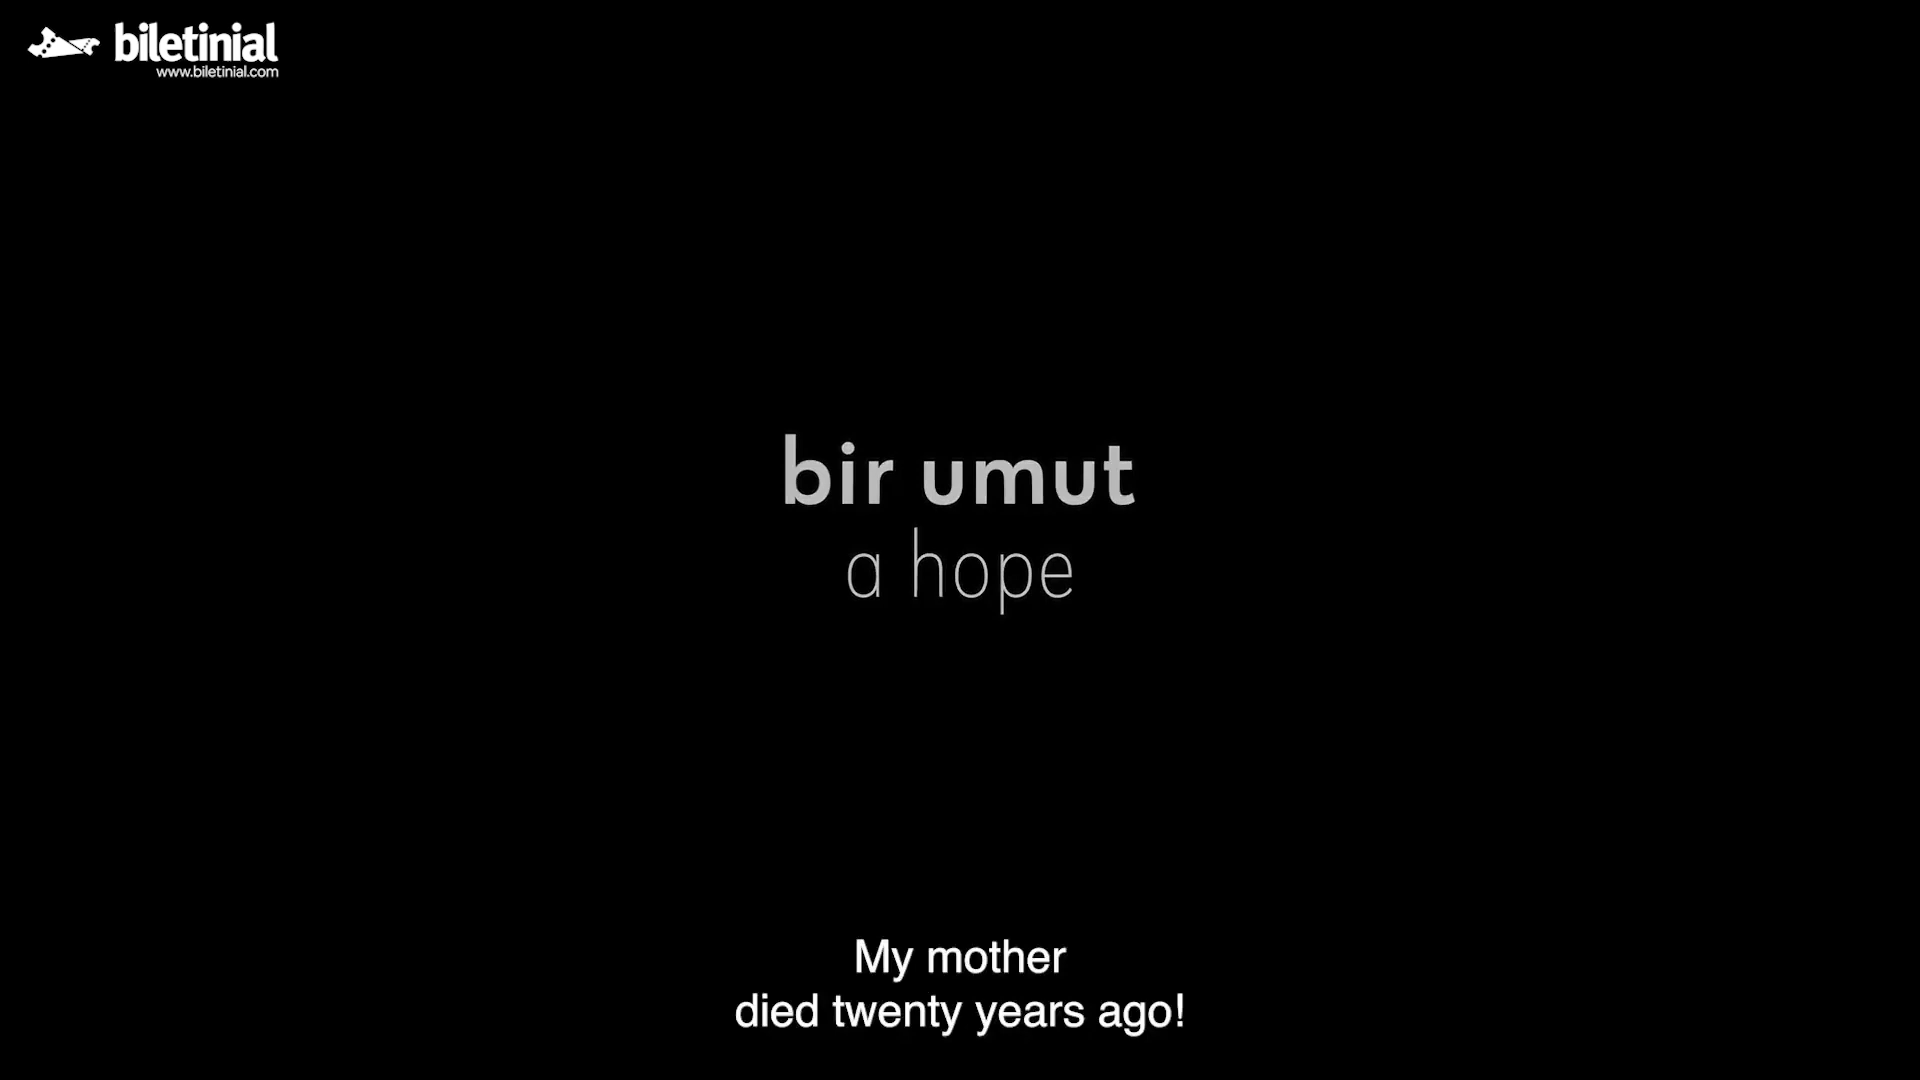 biletinial
www.biletinial.com
bir umut
a hope
My mother
died twenty years ago!